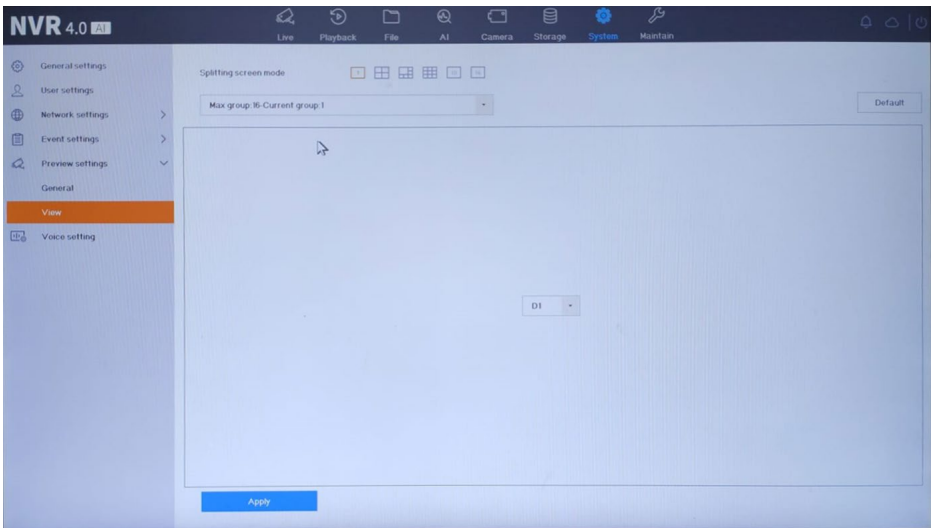 NVR 4.0 AI
Live Playback File AI Camera Storage System Maintain
General settings
User settings
Network settings
Event settings
Preview settings
General
View
Voice setting
Splitting screen mode
Max group:16-Current group:1
Default
D1
Apply